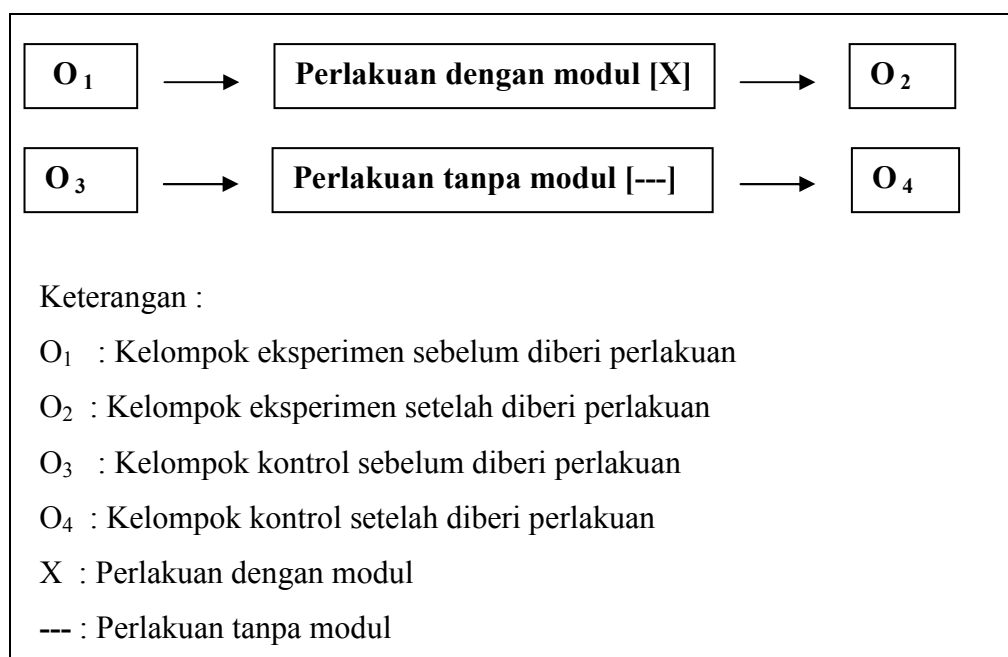 O₁ Perlakuan dengan modul [X] O₂
O₃ Perlakuan tanpa modul [---] O₄
Keterangan :
O₁ : Kelompok eksperimen sebelum diberi perlakuan
O₂ : Kelompok eksperimen setelah diberi perlakuan
O₃ : Kelompok kontrol sebelum diberi perlakuan
O₄ : Kelompok kontrol setelah diberi perlakuan
X : Perlakuan dengan modul
--- : Perlakuan tanpa modul